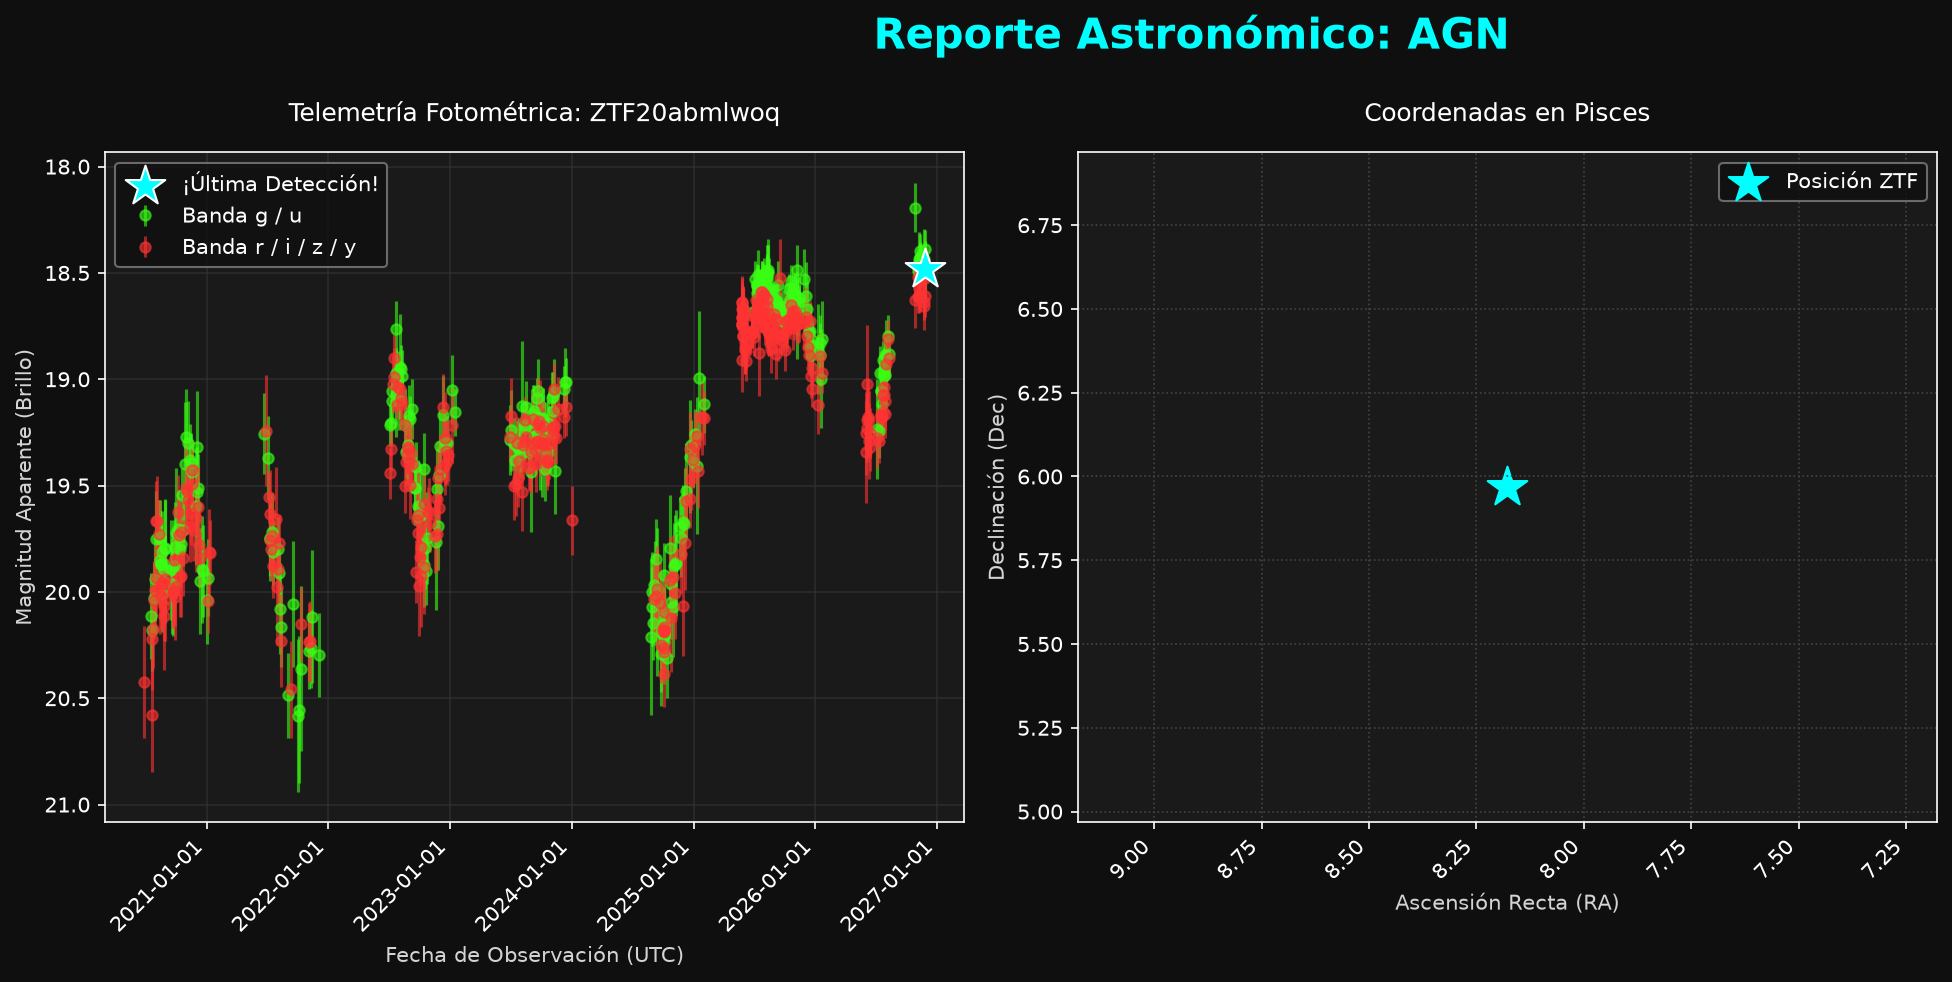 Reporte Astronómico: AGN
Telemetría Fotométrica: ZTF20abmlwoq
¡Última Detección!
Banda g / u
Banda r / i / z / y
Magnitud Aparente (Brillo)
18.0
18.5
19.0
19.5
20.0
20.5
21.0
2021-01-01
2022-01-01
2023-01-01
2024-01-01
2025-01-01
2026-01-01
2027-01-01
Fecha de Observación (UTC)
Coordenadas en Pisces
Posición ZTF
Declinación (Dec)
6.75
6.50
6.25
6.00
5.75
5.50
5.25
5.00
9.00
8.75
8.50
8.25
8.00
7.75
7.50
7.25
Ascensión Recta (RA)